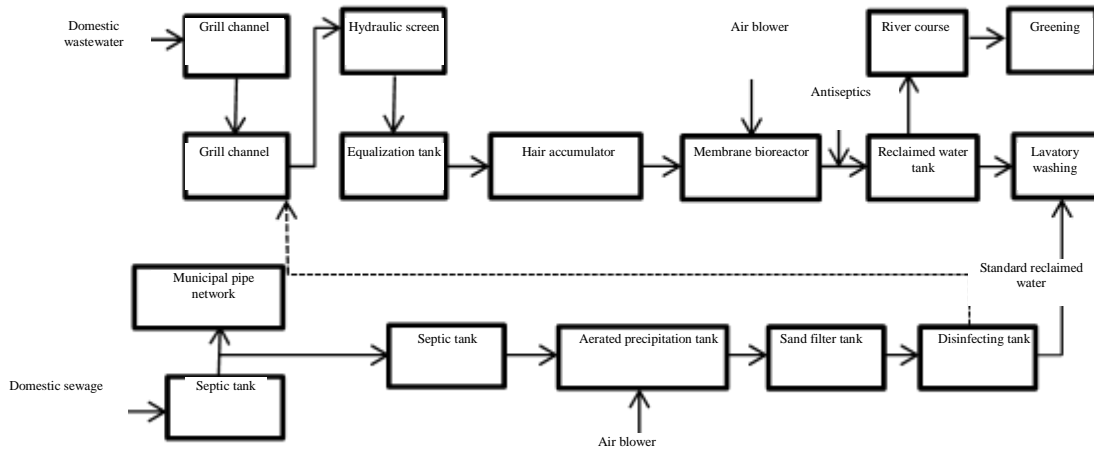 Domestic
wastewater
Grill channel
Hydraulic screen
Air blower
River course
Greening
Antiseptics
Grill channel
Equalization tank
Hair accumulator
Membrane bioreactor
Reclaimed water
tank
Lavatory
washing
Municipal pipe
network
Standard reclaimed
water
Septic tank
Aerated precipitation tank
Sand filter tank
Disinfecting tank
Domestic sewage
Septic tank
Air blower